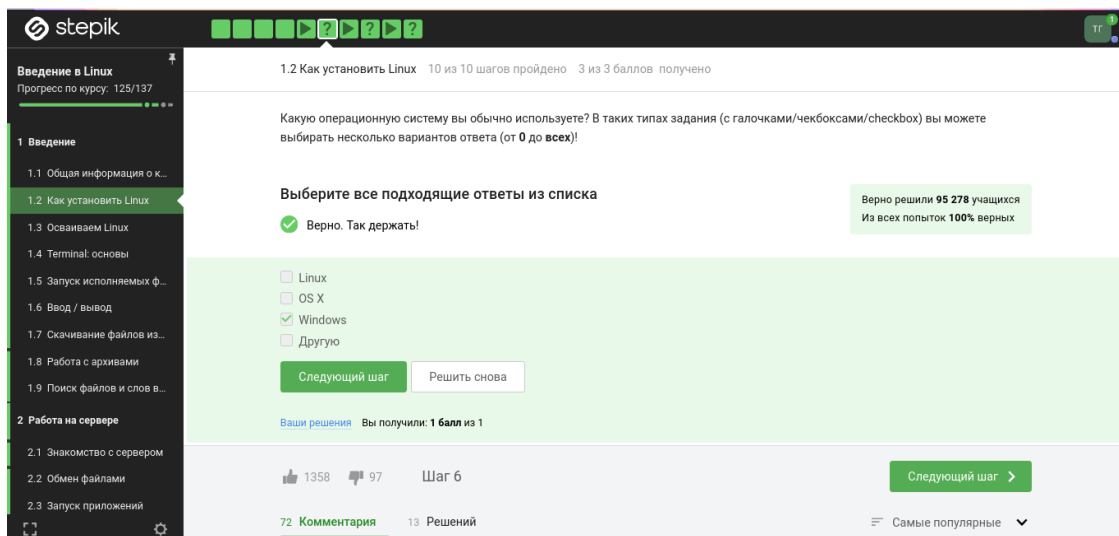 stepik
? ? ?
ТГ
1
Введение в Linux
Прогресс по курсу: 125/137
1 Введение
1.1 Общая информация о к...
1.2 Как установить Linux
1.3 Осваиваем Linux
1.4 Terminal: основы
1.5 Запуск исполняемых ф...
1.6 Ввод / вывод
1.7 Скачивание файлов из...
1.8 Работа с архивами
1.9 Поиск файлов и слов в...
2 Работа на сервере
2.1 Знакомство с сервером
2.2 Обмен файлами
2.3 Запуск приложений
1.2 Как установить Linux 10 из 10 шагов пройдено 3 из 3 баллов получено
Какую операционную систему вы обычно используете? В таких типах задания (с галочками/чекбоксами/checkbox) вы можете
выбирать несколько вариантов ответа (от 0 до всех)!
Выберите все подходящие ответы из списка
Верно. Так держать!
Верно решили 95 278 учащихся
Из всех попыток 100% верных
Linux
OS X
Windows
Другую
Следующий шаг Решить снова
Ваши решения Вы получили: 1 балл из 1
1358 97 Шаг 6 Следующий шаг
72 Комментария 13 Решений Самые популярные